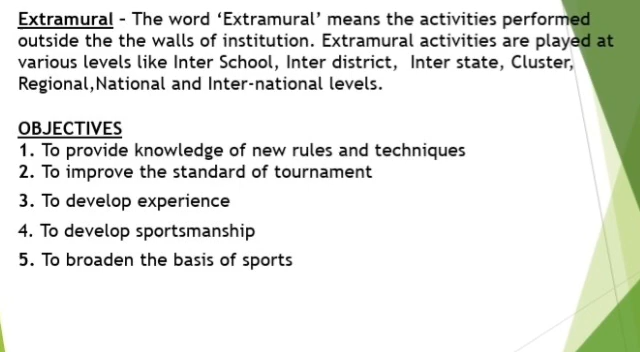 Extramural – The word ‘Extramural’ means the activities performed
outside the the walls of institution. Extramural activities are played at
various levels like Inter School, Inter district, Inter state, Cluster,
Regional,National and Inter-national levels.
OBJECTIVES
1. To provide knowledge of new rules and techniques
2. To improve the standard of tournament
3. To develop experience
4. To develop sportsmanship
5. To broaden the basis of sports